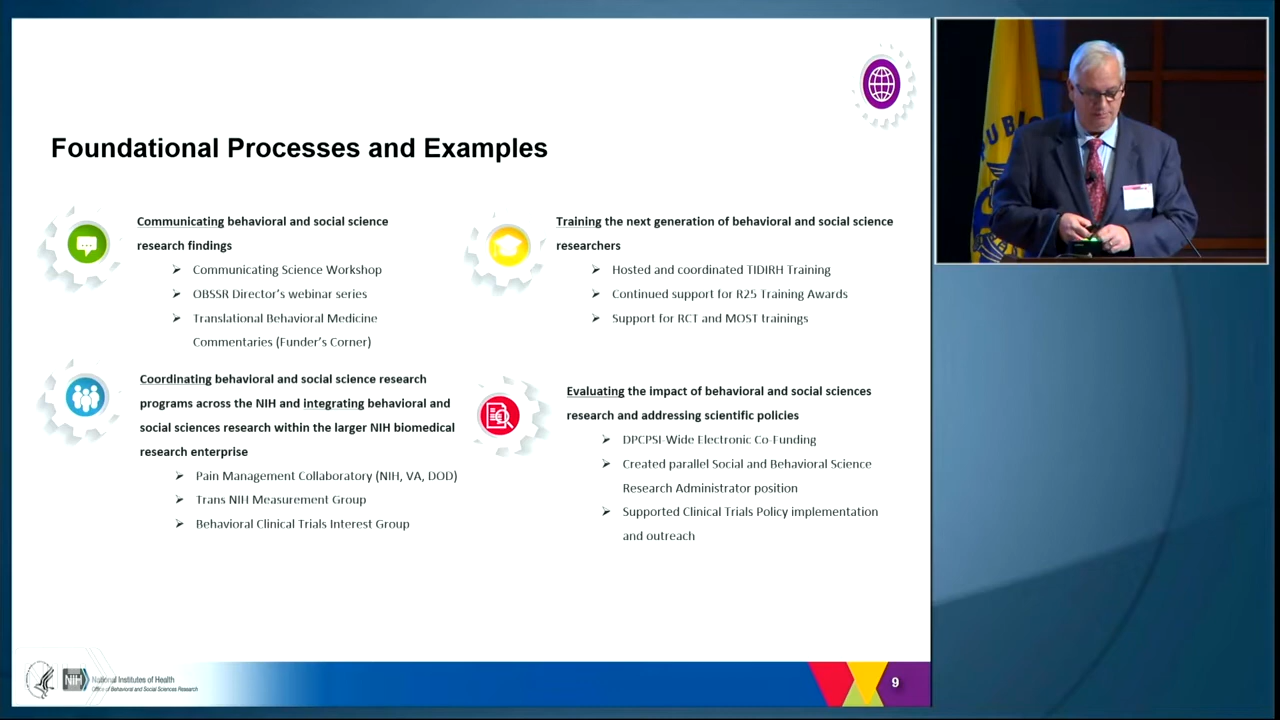 Foundational Processes and Examples
Communicating behavioral and social science
research findings
Communicating Science Workshop
OBSSR Director's webinar series
Translational Behavioral Medicine
Commentaries (Funder's Corner)
Coordinating behavioral and social science research
programs across the NIH and integrating behavioral and
social sciences research within the larger NIH biomedical
research enterprise
Pain Management Collaboratory (NIH, VA, DOD)
Trans NIH Measurement Group
Behavioral Clinical Trials Interest Group
Training the next generation of behavioral and social science
researchers
Hosted and coordinated TIDIRH Training
Continued support for R25 Training Awards
Support for RCT and MOST trainings
Evaluating the impact of behavioral and social sciences
research and addressing scientific policies
DPCPSI-Wide Electronic Co-Funding
Created parallel Social and Behavioral Science
Research Administrator position
Supported Clinical Trials Policy implementation
and outreach
NIH
National Institutes of Health
Office of Behavioral and Social Sciences Research
9